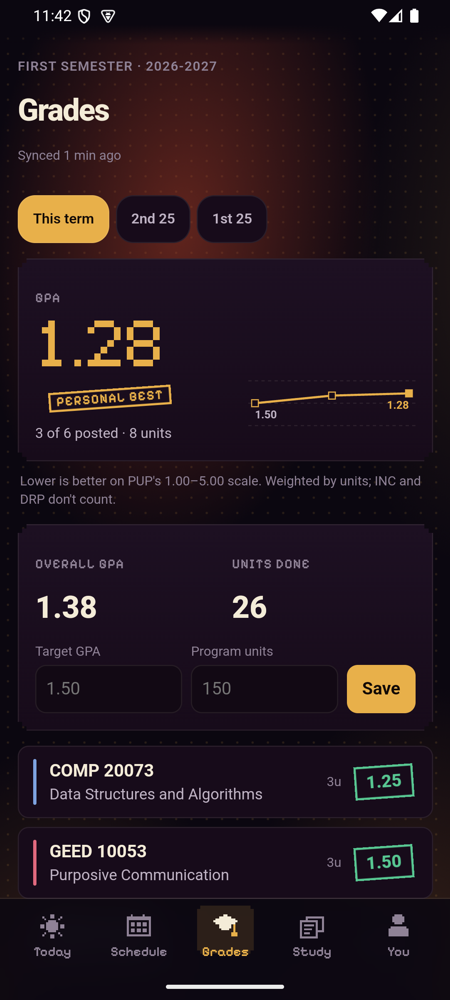 11:42
FIRST SEMESTER · 2026-2027
Grades
Synced 1 min ago
This term
2nd 25
1st 25
GPA
1.28
PERSONAL BEST
3 of 6 posted · 8 units
1.50
1.28
Lower is better on PUP's 1.00–5.00 scale. Weighted by units; INC and
DRP don't count.
OVERALL GPA
UNITS DONE
1.38
26
Target GPA
Program units
1.50
150
Save
COMP 20073
Data Structures and Algorithms
3u
1.25
GEED 10053
Purposive Communication
3u
1.50
Today
Schedule
Grades
Study
You